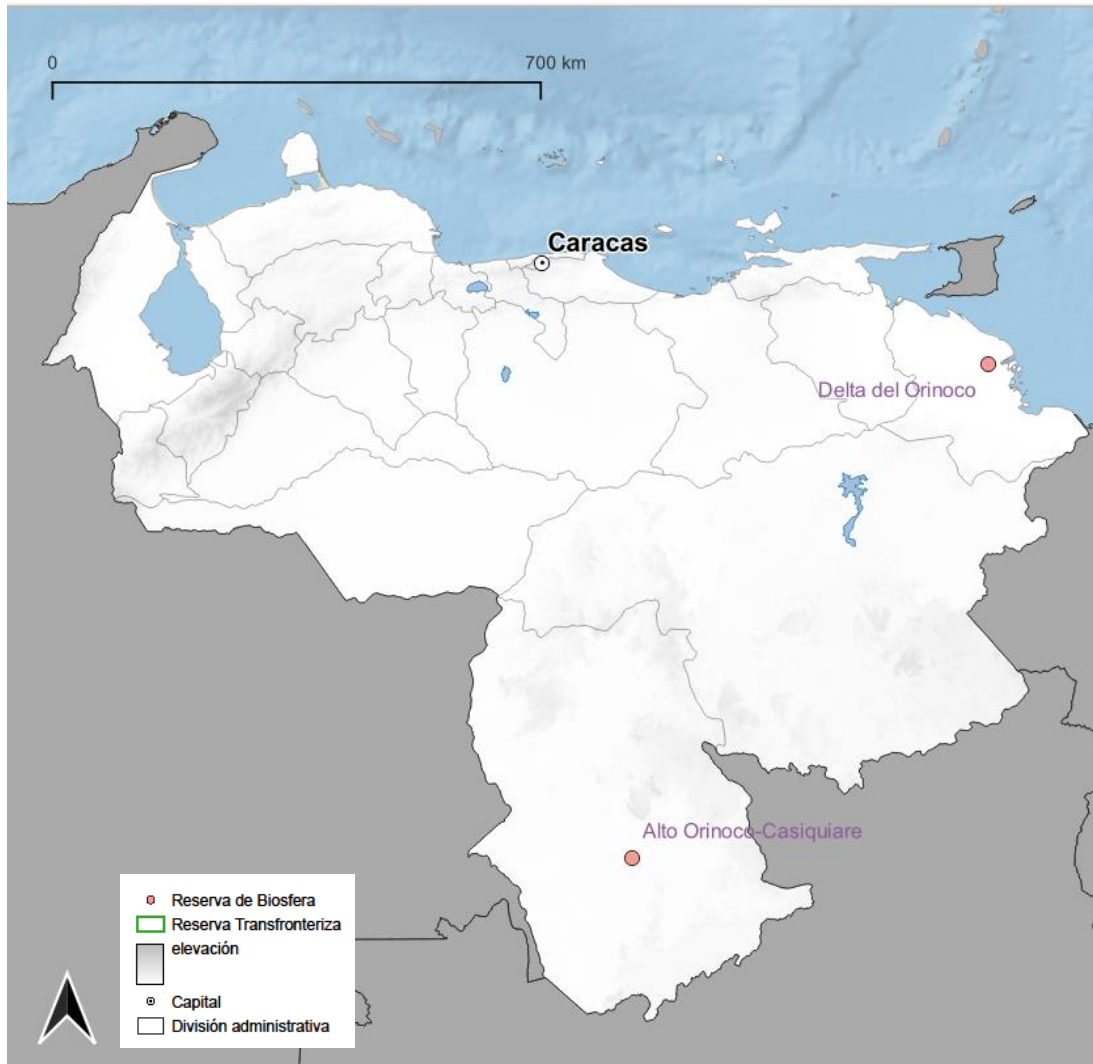 0
700 km
Caracas
Delta del Orinoco
Alto Orinoco-Casiquiare
Reserva de Biosfera
Reserva Transfronteriza
elevación
Capital
División administrativa